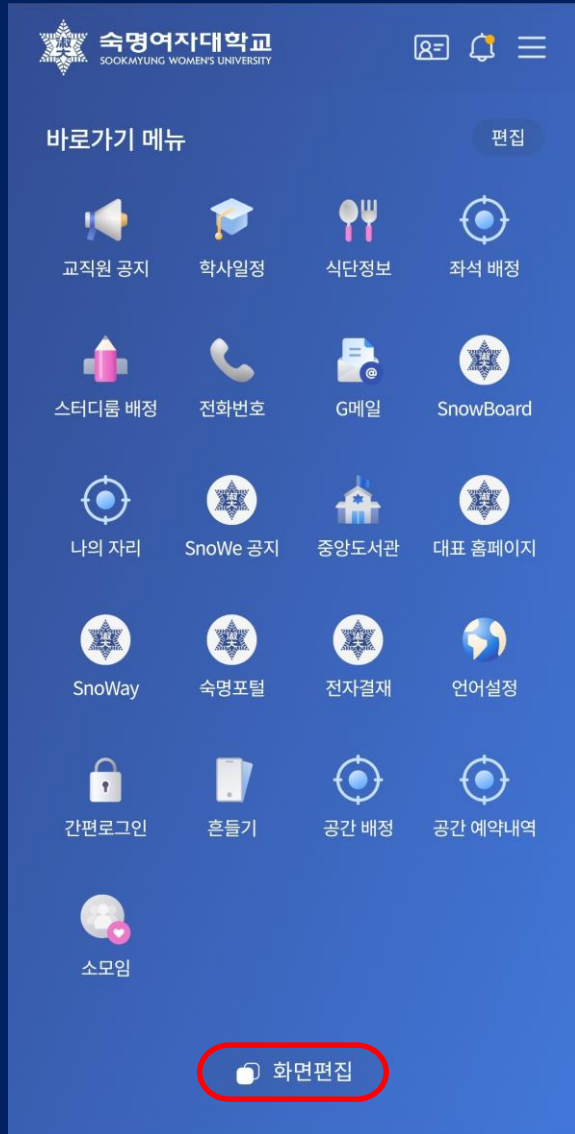 숙명여자대학교
SOOKMYUNG WOMEN'S UNIVERSITY
바로가기 메뉴
편집
교직원 공지 학사일정 식단정보 좌석 배정
스터디룸 배정 전화번호 G메일 SnowBoard
나의 자리 SnoWe 공지 중앙도서관 대표 홈페이지
SnoWay 숙명포털 전자결재 언어설정
간편로그인 흔들기 공간 배정 공간 예약내역
소모임
화면편집